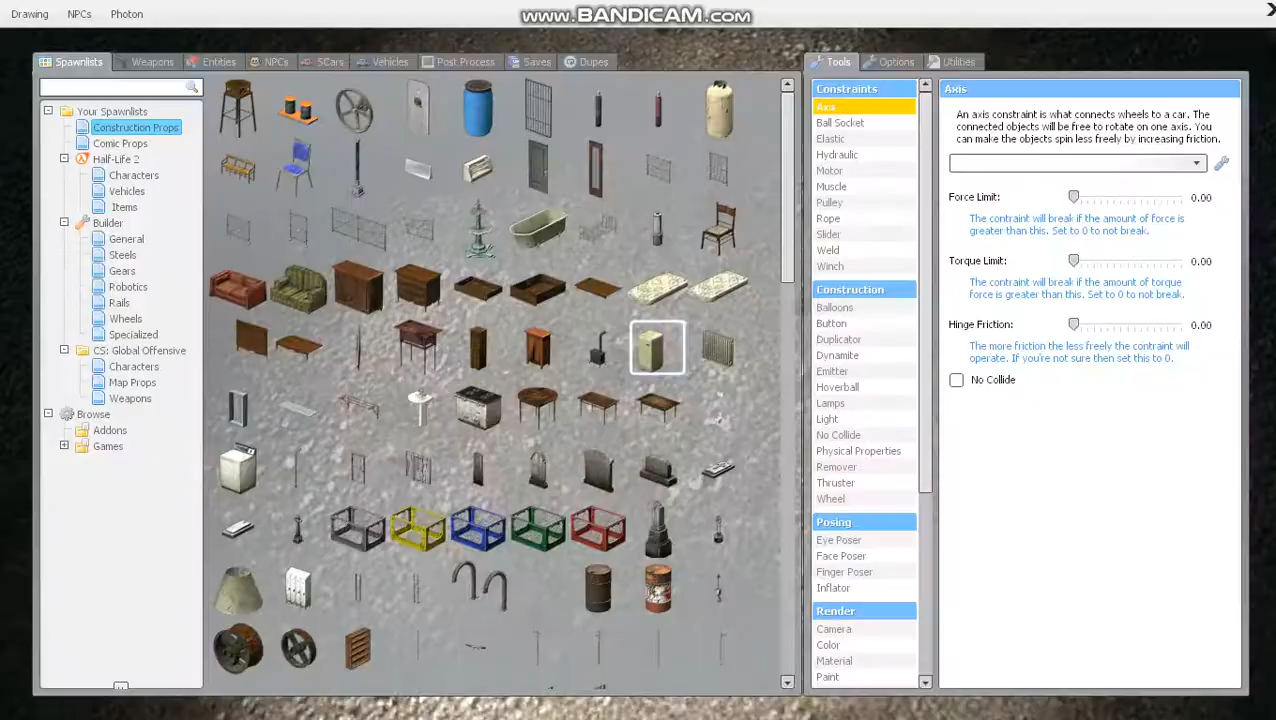 Drawing NPCs Photon
www.BANDICAM.com
Spawnlists Weapons Entities NPCs SCars Vehicles Post Process Saves Dupes
Your Spawnlists
Construction Props
Comic Props
Half-Life 2
Characters
Vehicles
Items
Builder
General
Steels
Gears
Robotics
Rails
Wheels
Specialized
CS: Global Offensive
Characters
Map Props
Weapons
Browse
Addons
Games
Tools Options Utilities
Constraints
Axis
Ball Socket
Elastic
Hydraulic
Motor
Muscle
Pulley
Rope
Slider
Weld
Winch
Construction
Balloons
Button
Duplicator
Dynamite
Emitter
Hoverball
Lamps
Light
No Collide
Physical Properties
Remover
Thruster
Wheel
Posing
Eye Poser
Face Poser
Finger Poser
Inflator
Render
Camera
Color
Material
Paint
Axis
An axis constraint is what connects wheels to a car. The
connected objects will be free to rotate on one axis. You
can make the objects spin less freely by increasing friction.
Force Limit: 0.00
The contraint will break if the amount of force is
greater than this. Set to 0 to not break.
Torque Limit: 0.00
The contraint will break if the amount of torque
force is greater than this. Set to 0 to not break.
Hinge Friction: 0.00
The more friction the less freely the contraint will
operate. If you're not sure then set this to 0.
No Collide